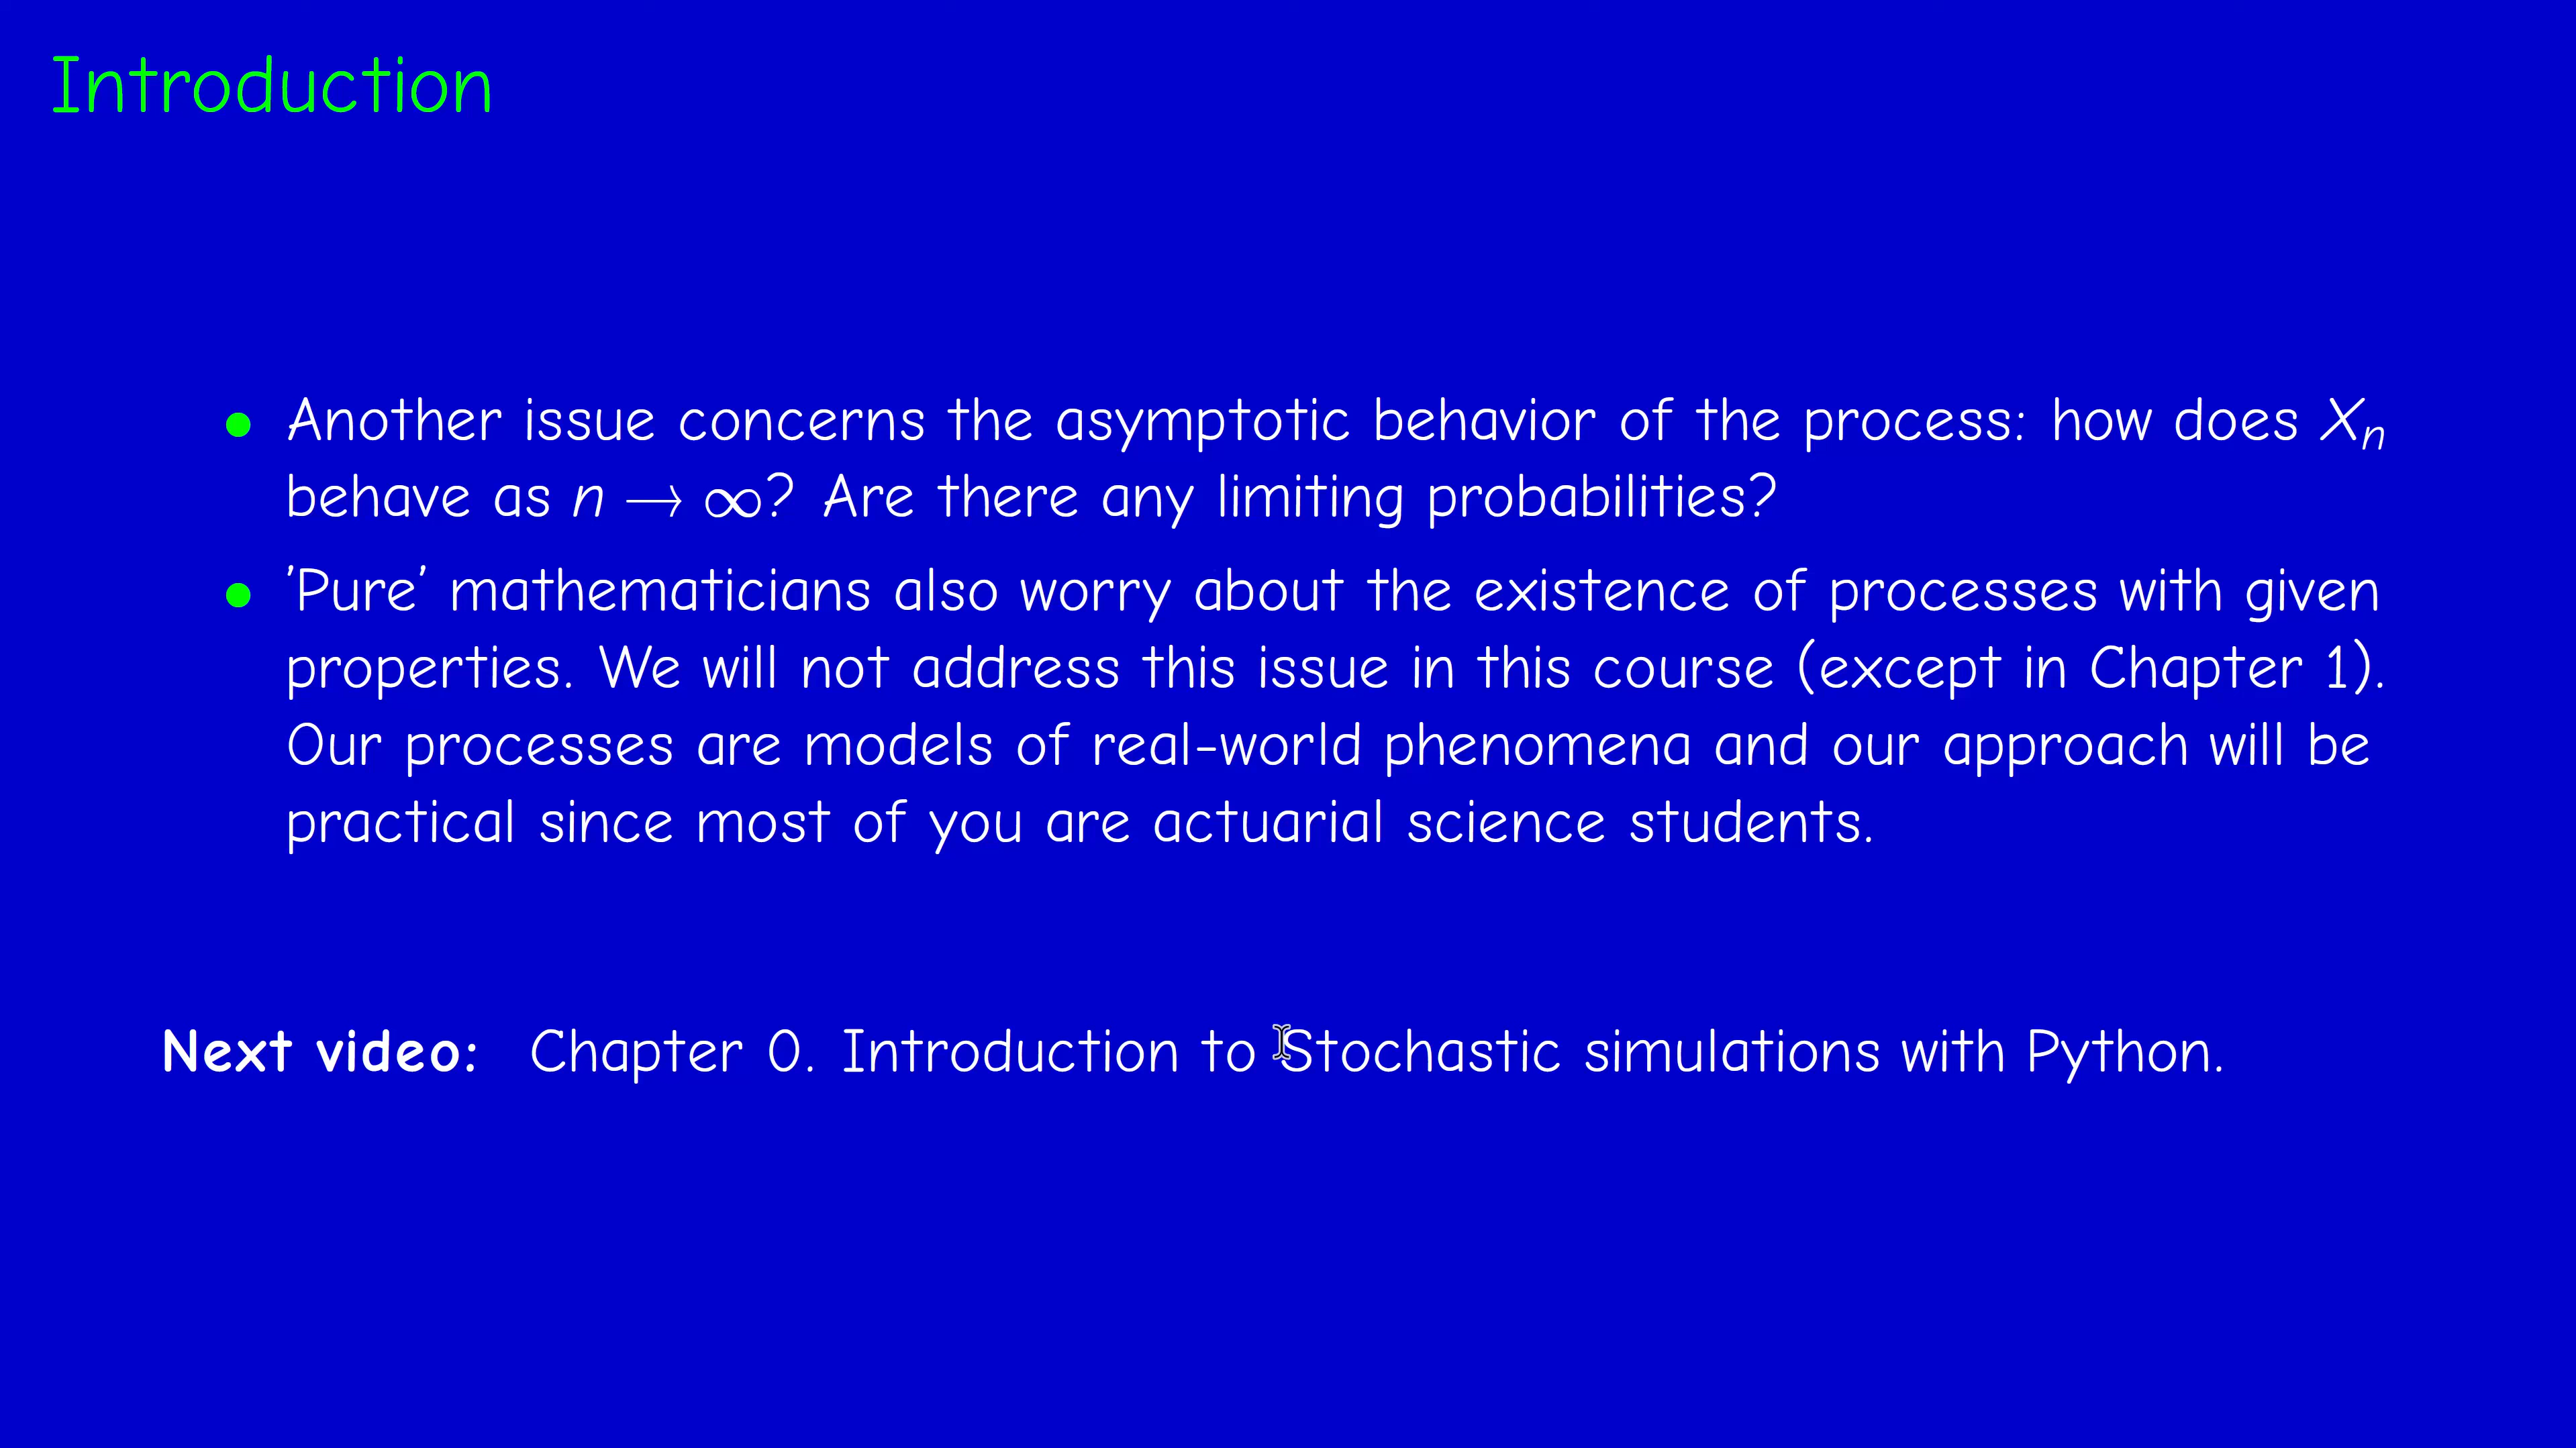 Introduction
• Another issue concerns the asymptotic behavior of the process: how does Xₙ
behave as n → ∞? Are there any limiting probabilities?
• 'Pure' mathematicians also worry about the existence of processes with given
properties. We will not address this issue in this course (except in Chapter 1).
Our processes are models of real-world phenomena and our approach will be
practical since most of you are actuarial science students.
Next video: Chapter 0. Introduction to Stochastic simulations with Python.